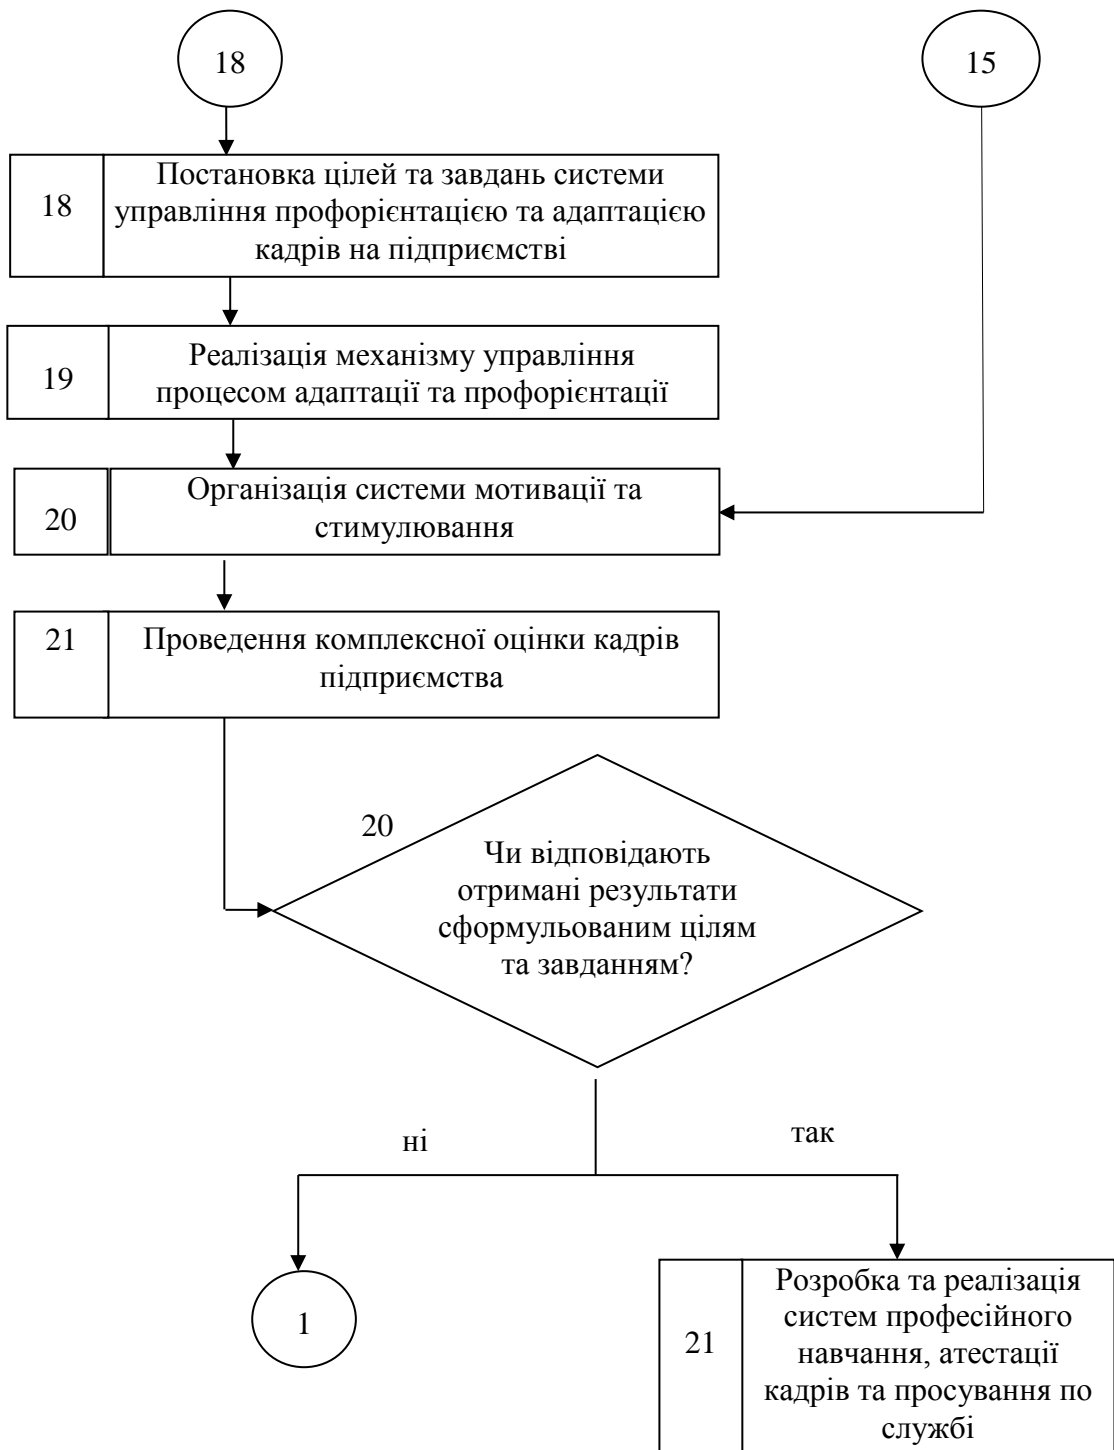 18
15
18
Постановка цілей та завдань системи
управління профорієнтацією та адаптацією
кадрів на підприємстві
19
Реалізація механізму управління
процесом адаптації та профорієнтації
20
Організація системи мотивації та
стимулювання
21
Проведення комплексної оцінки кадрів
підприємства
20
Чи відповідають
отримані результати
сформульованим цілям
та завданням?
ні
так
1
21
Розробка та реалізація
систем професійного
навчання, атестації
кадрів та просування по
службі